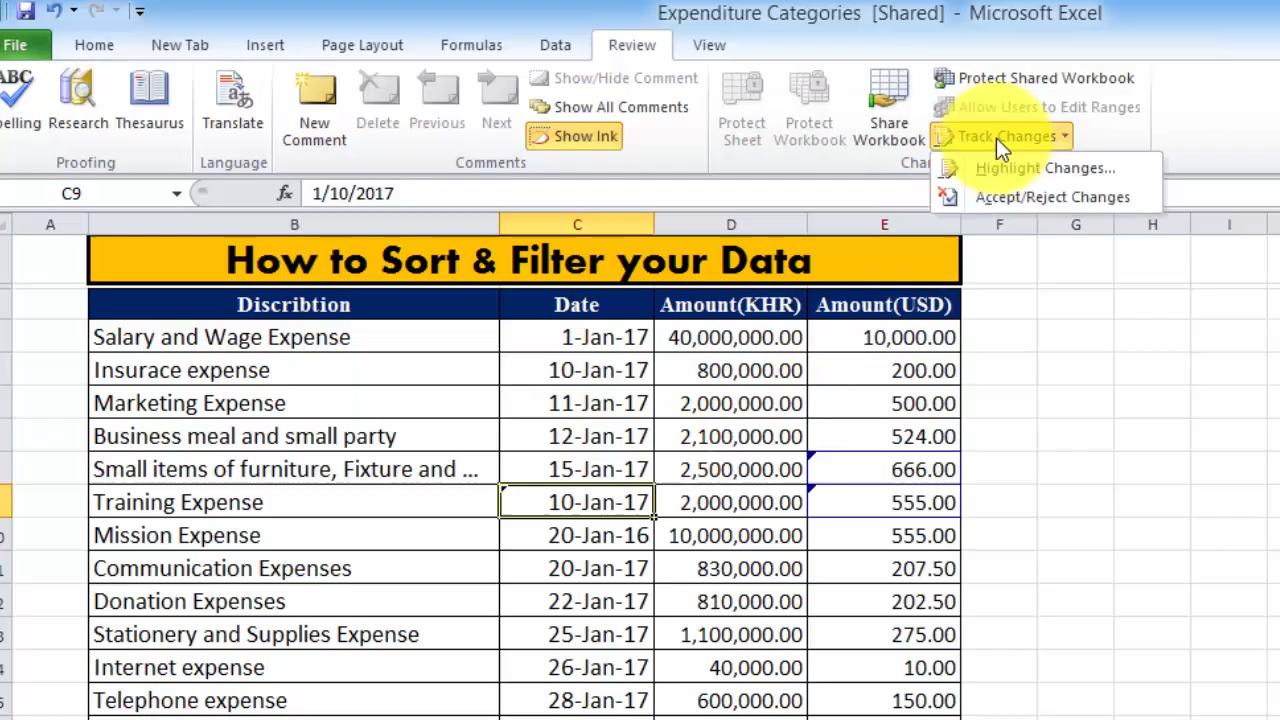 Expenditure Categories [Shared] - Microsoft Excel
File Home New Tab Insert Page Layout Formulas Data Review View
ABC Show/Hide Comment Protect Shared Workbook
Show All Comments Allow Users to Edit Ranges
elling Research Thesaurus Translate New Comment Delete Previous Next Show Ink Protect Sheet Protect Workbook Share Workbook Track Changes
Proofing Language Comments Chan
Highlight Changes...
Accept/Reject Changes
C9 fx 1/10/2017
A B C D E F G H I
How to Sort & Filter your Data
Discribtion Date Amount(KHR) Amount(USD)
Salary and Wage Expense 1-Jan-17 40,000,000.00 10,000.00
Insurace expense 10-Jan-17 800,000.00 200.00
Marketing Expense 11-Jan-17 2,000,000.00 500.00
Business meal and small party 12-Jan-17 2,100,000.00 524.00
Small items of furniture, Fixture and ... 15-Jan-17 2,500,000.00 666.00
Training Expense 10-Jan-17 2,000,000.00 555.00
0 Mission Expense 20-Jan-16 10,000,000.00 555.00
1 Communication Expenses 20-Jan-17 830,000.00 207.50
2 Donation Expenses 22-Jan-17 810,000.00 202.50
3 Stationery and Supplies Expense 25-Jan-17 1,100,000.00 275.00
4 Internet expense 26-Jan-17 40,000.00 10.00
5 Telephone expense 28-Jan-17 600,000.00 150.00